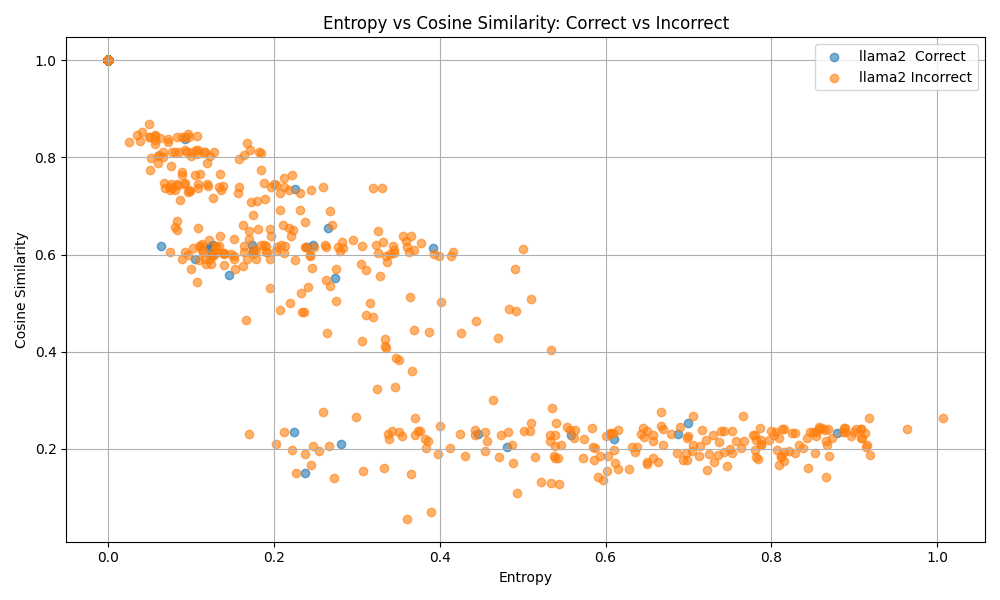 Entropy vs Cosine Similarity: Correct vs Incorrect
llama2  Correct
llama2 Incorrect
Cosine Similarity
1.0
0.8
0.6
0.4
0.2
0.0 0.2 0.4 0.6 0.8 1.0
Entropy